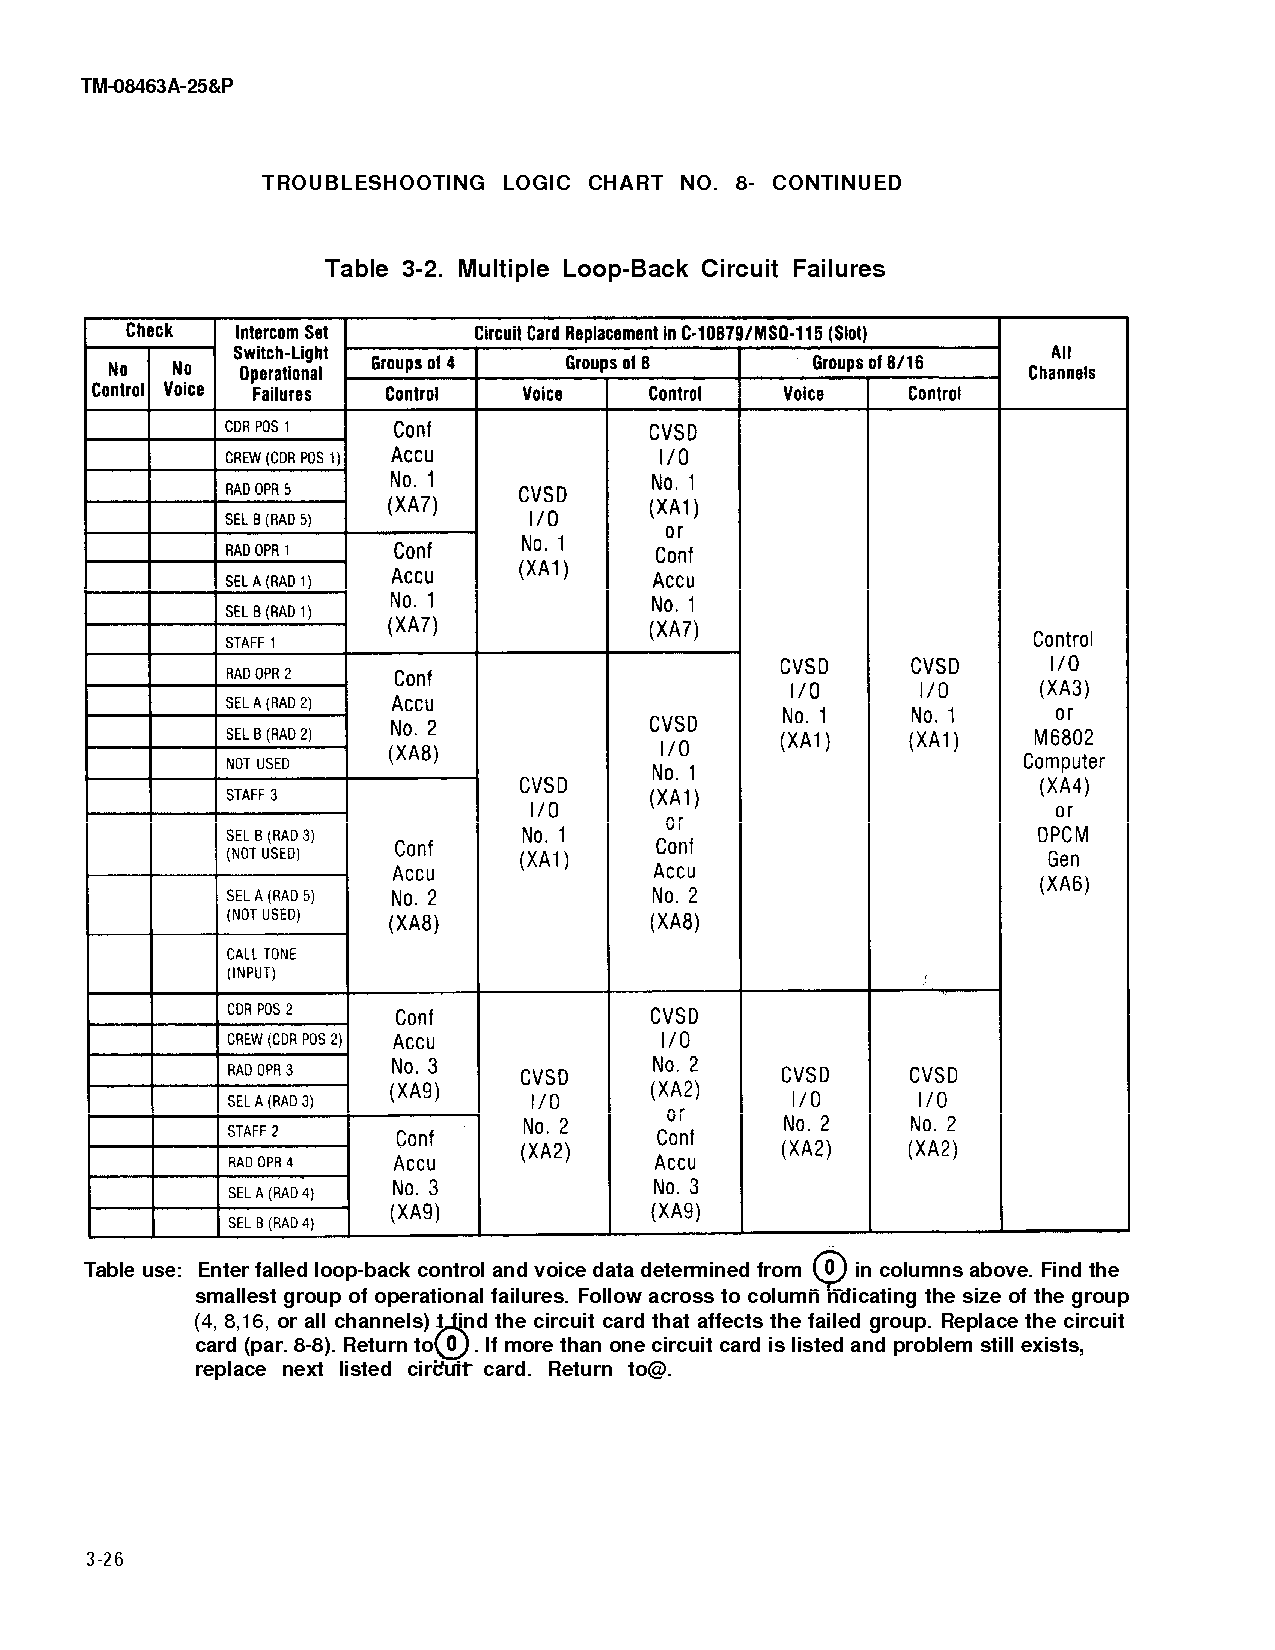 TM-08463A-25&P
TROUBLESHOOTING LOGIC CHART NO. 8- CONTINUED
Table 3-2. Multiple Loop-Back Circuit Failures
Check
No Control
No Voice
Intercom Set Switch-Light Operational Failures
Circuit Card Replacement in C-10879/MSQ-115 (Slot)
Groups of 4
Groups of 8
Groups of 8/16
All Channels
Control
Voice
Control
Voice
Control
CDR POS 1
CREW (CDR POS 1)
RAD OPR 5
SEL B (RAD 5)
RAD OPR 1
SEL A (RAD 1)
SEL B (RAD 1)
STAFF 1
RAD OPR 2
SEL A (RAD 2)
SEL B (RAD 2)
NOT USED
STAFF 3
SEL B (RAD 3)
(NOT USED)
SEL A (RAD 5)
(NOT USED)
CALL TONE
(INPUT)
CDR POS 2
CREW (CDR POS 2)
RAD OPR 3
SEL A (RAD 3)
STAFF 2
RAD OPR 4
SEL A (RAD 4)
SEL B (RAD 4)
Conf
Accu
No. 1
(XA7)
Conf
Accu
No. 1
(XA7)
Conf
Accu
No. 2
(XA8)
Conf
Accu
No. 2
(XA8)
Conf
Accu
No. 3
(XA9)
Conf
Accu
No. 3
(XA9)
CVSD
I/O
No. 1
(XA1)
CVSD
I/O
No. 1
(XA1)
CVSD
I/O
No. 2
(XA2)
CVSD
I/O
No. 1
(XA1)
or
Conf
Accu
No. 1
(XA7)
CVSD
I/O
No. 1
(XA1)
or
Conf
Accu
No. 2
(XA8)
CVSD
I/O
No. 2
(XA2)
or
Conf
Accu
No. 3
(XA9)
CVSD
I/O
No. 1
(XA1)
CVSD
I/O
No. 2
(XA2)
CVSD
I/O
No. 1
(XA1)
CVSD
I/O
No. 2
(XA2)
Control
I/O
(XA3)
or
M6802
Computer
(XA4)
or
DPCM
Gen
(XA6)
Table use: Enter falled loop-back control and voice data determined from 0 in columns above. Find the
smallest group of operational failures. Follow across to column indicating the size of the group
(4, 8,16, or all channels) t find the circuit card that affects the failed group. Replace the circuit
card (par. 8-8). Return to 0 . If more than one circuit card is listed and problem still exists,
replace next listed circuit card. Return to@.
3-26